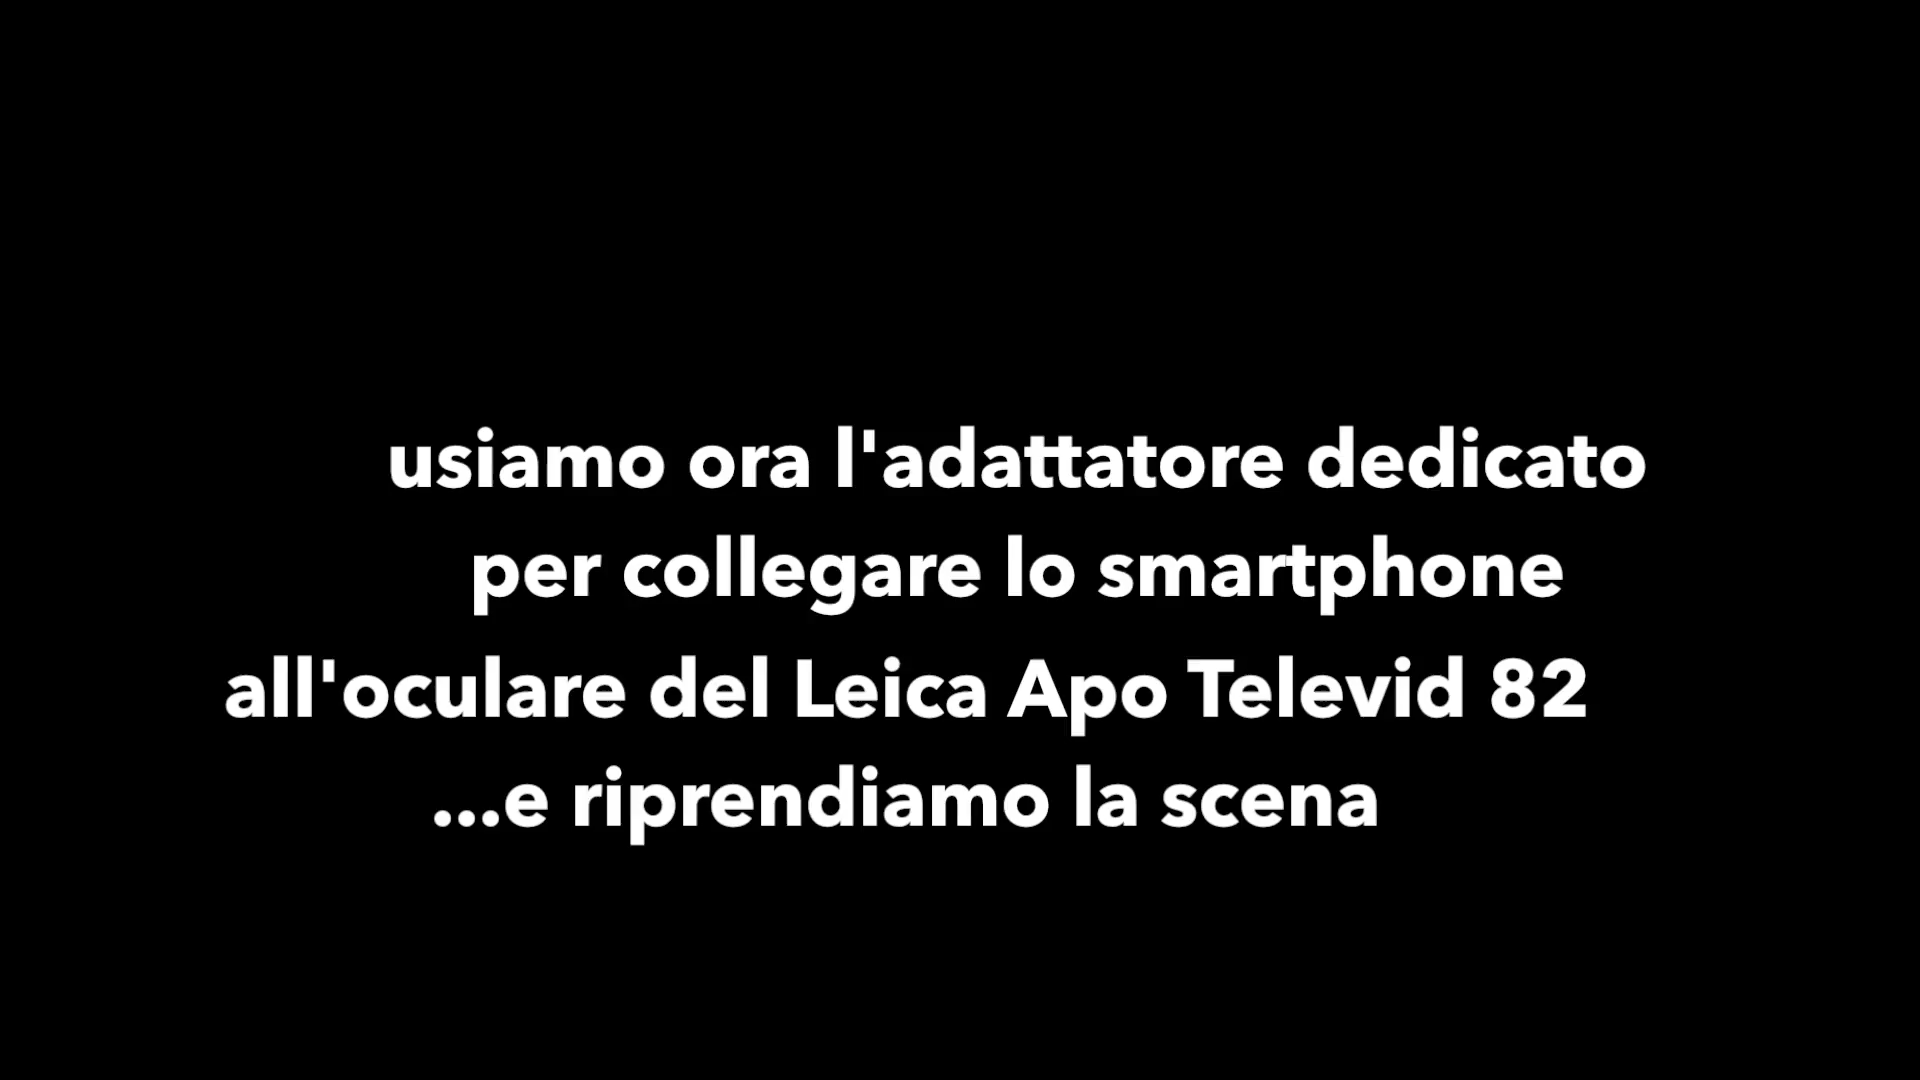 usiamo ora l'adattatore dedicato
per collegare lo smartphone
all'oculare del Leica Apo Televid 82
...e riprendiamo la scena